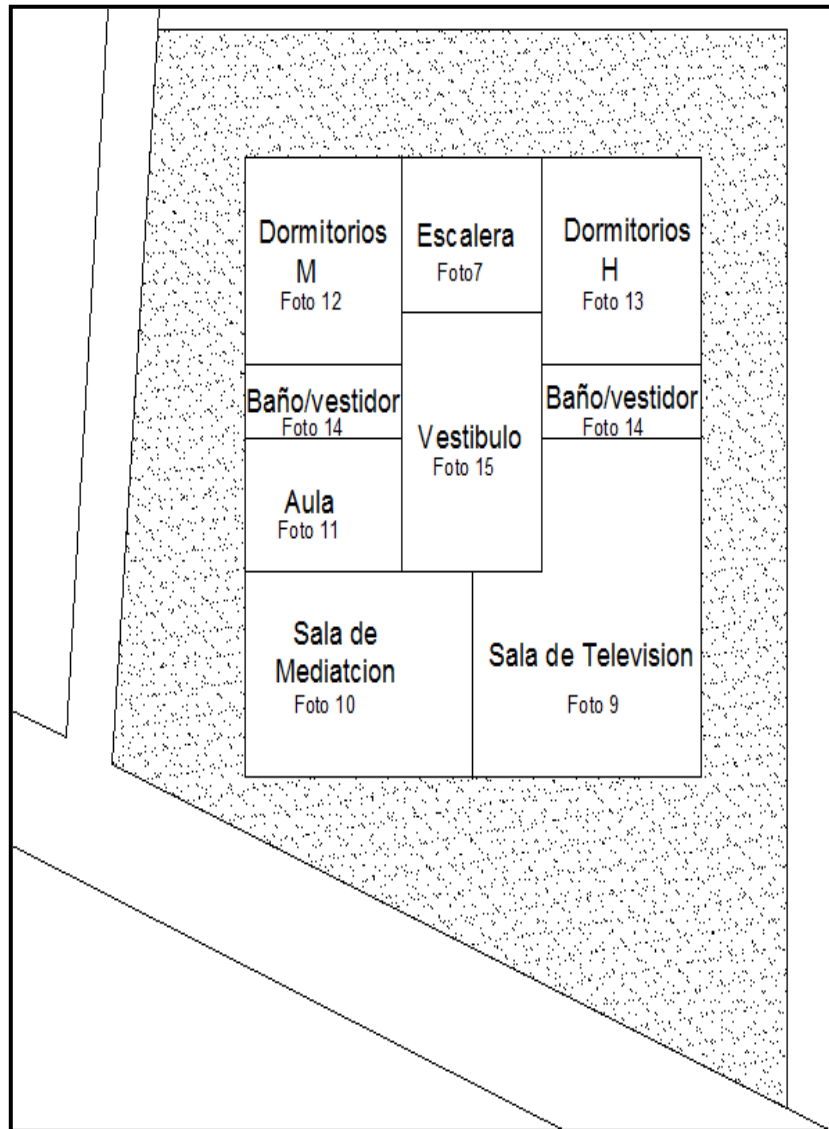 Dormitorios
M
Foto 12
Escalera
Foto7
Dormitorios
H
Foto 13
Baño/vestidor
Foto 14
Vestibulo
Foto 15
Baño/vestidor
Foto 14
Aula
Foto 11
Sala de
Mediatcion
Foto 10
Sala de Television
Foto 9